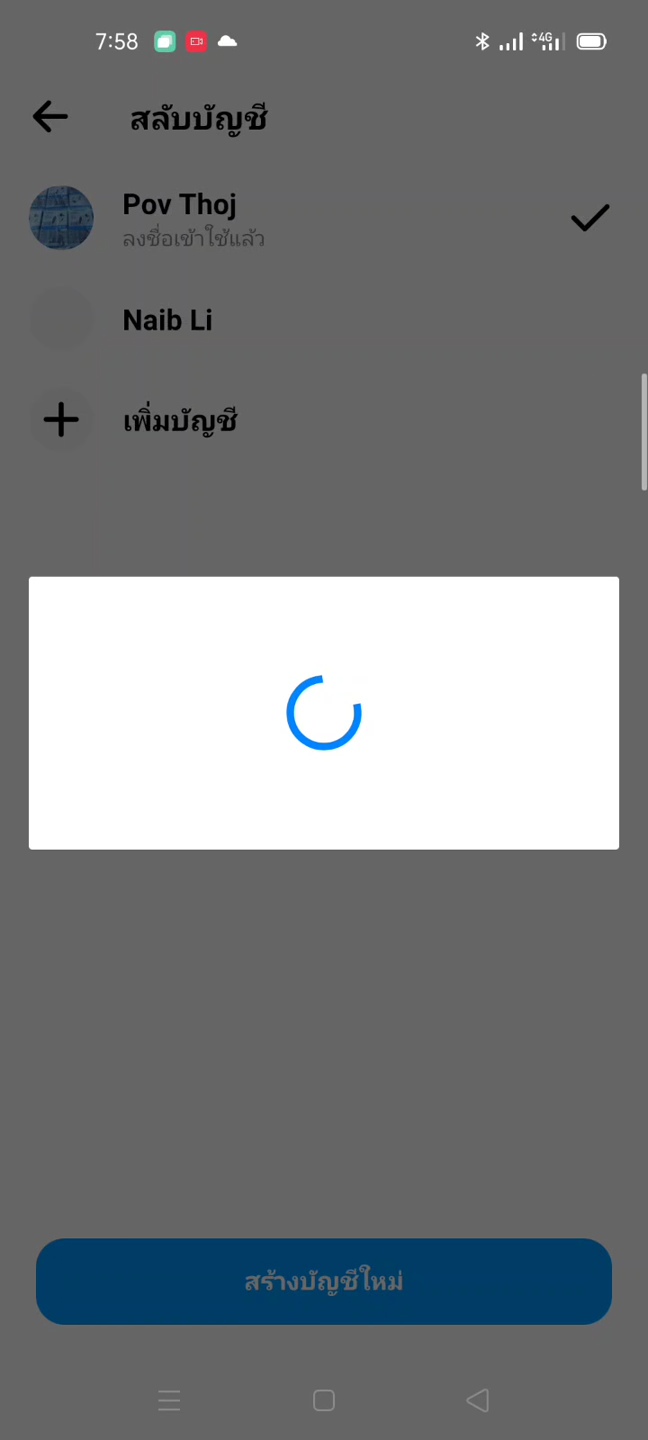 7:58
4G
สลับบัญชี
Pov Thoj
ลงชื่อเข้าใช้แล้ว
Naib Li
เพิ่มบัญชี
สร้างบัญชีใหม่